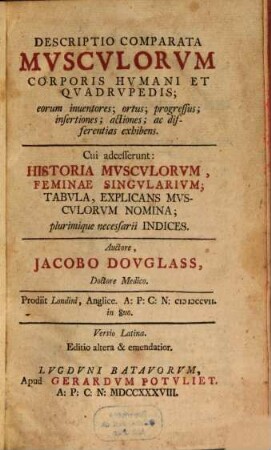 DESCRIPTIO COMPARATA
MVSCVLORVM
CORPORIS HVMANI ET
QVADRVPEDIS;
eorum inventores; ortus; progressus;
insertiones; actiones; ac dif-
ferentias exhibens.
Cui adcesserunt:
HISTORIA MVSCVLORVM,
FEMINAE SINGVLARIVM;
TABVLA, EXPLICANS MVS-
CVLORVM NOMINA;
plurimique necessarii INDICES.
Auctore,
JACOBO DOVGLASS,
Doctore Medico.
Prodiit Londini, Anglice. A: P: C: N: CIↃIↃCCVII.
in 8vo.
Versio Latina.
Editio altera & emendatior.
LVGDVNI BATAVORVM,
Apud GERARDVM POTVLIET.
A: P: C: N: MDCCXXXVIII.